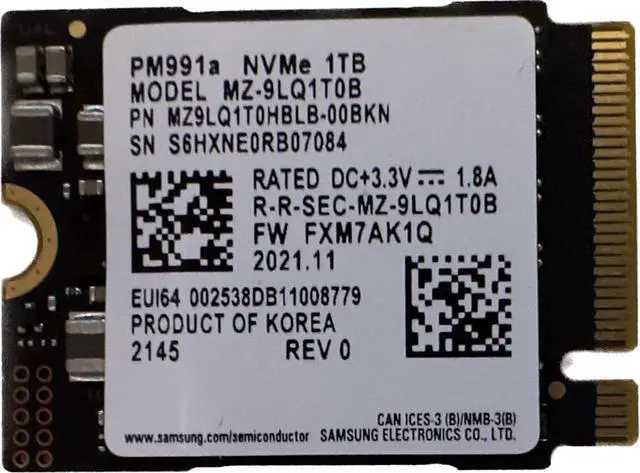 PM991a NVMe 1TB
MODEL MZ-9LQ1T0B
PN MZ9LQ1T0HBLB-00BKN
SN S6HXNE0RB07084
RATED DC+3.3V⎓ 1.8A
R-R-SEC-MZ-9LQ1T0B
FW FXM7AK1Q
2021.11
EUI64 002538DB11008779
PRODUCT OF KOREA
2145 REV 0
CAN ICES-3 (B)/NMB-3(B)
www.samsung.com/semiconductor SAMSUNG ELECTRONICS CO., LTD.